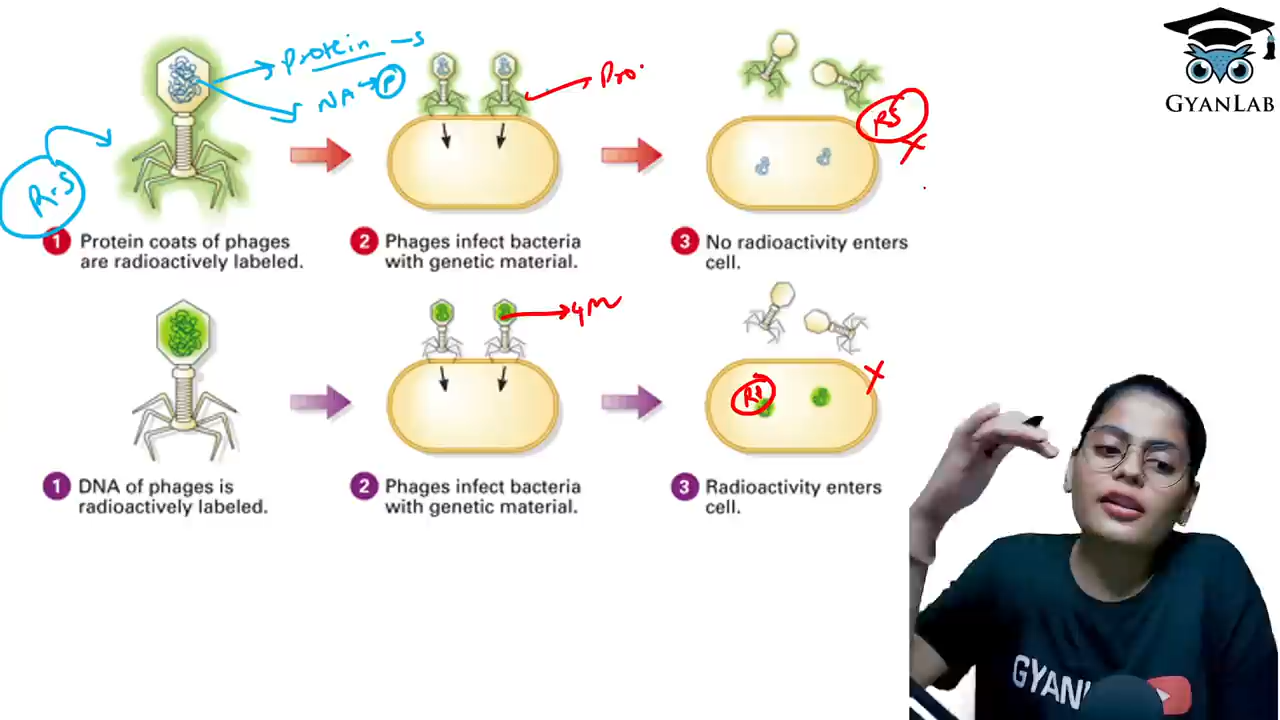 GYANLAB
Protein -S
NA → P
Pro.
RS
R-S
1 Protein coats of phages
are radioactively labeled.
2 Phages infect bacteria
with genetic material.
3 No radioactivity enters
cell.
GM
1 DNA of phages is
radioactively labeled.
2 Phages infect bacteria
with genetic material.
3 Radioactivity enters
cell.
GYAN